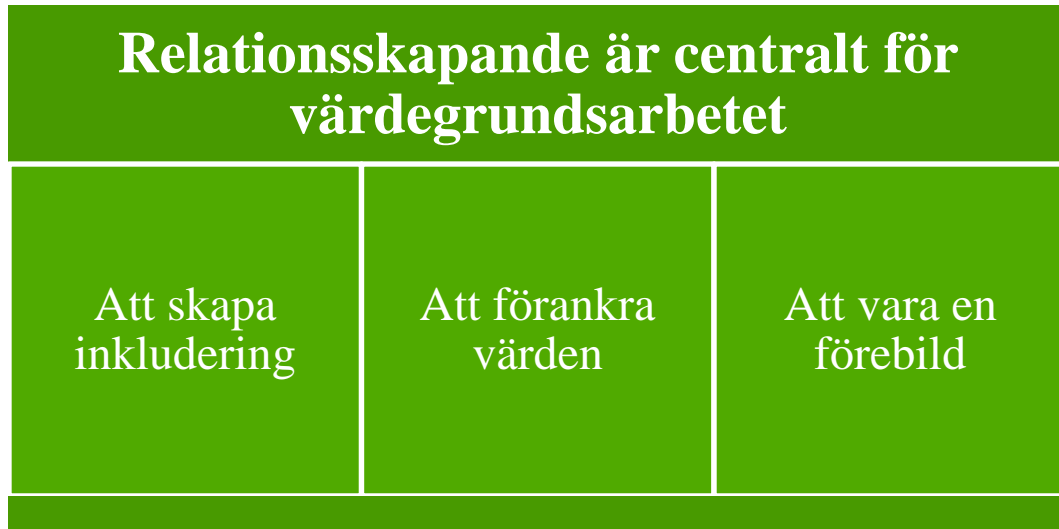 Relationsskapande är centralt för
värdegrundsarbetet
Att skapa
inkludering
Att förankra
värden
Att vara en
förebild